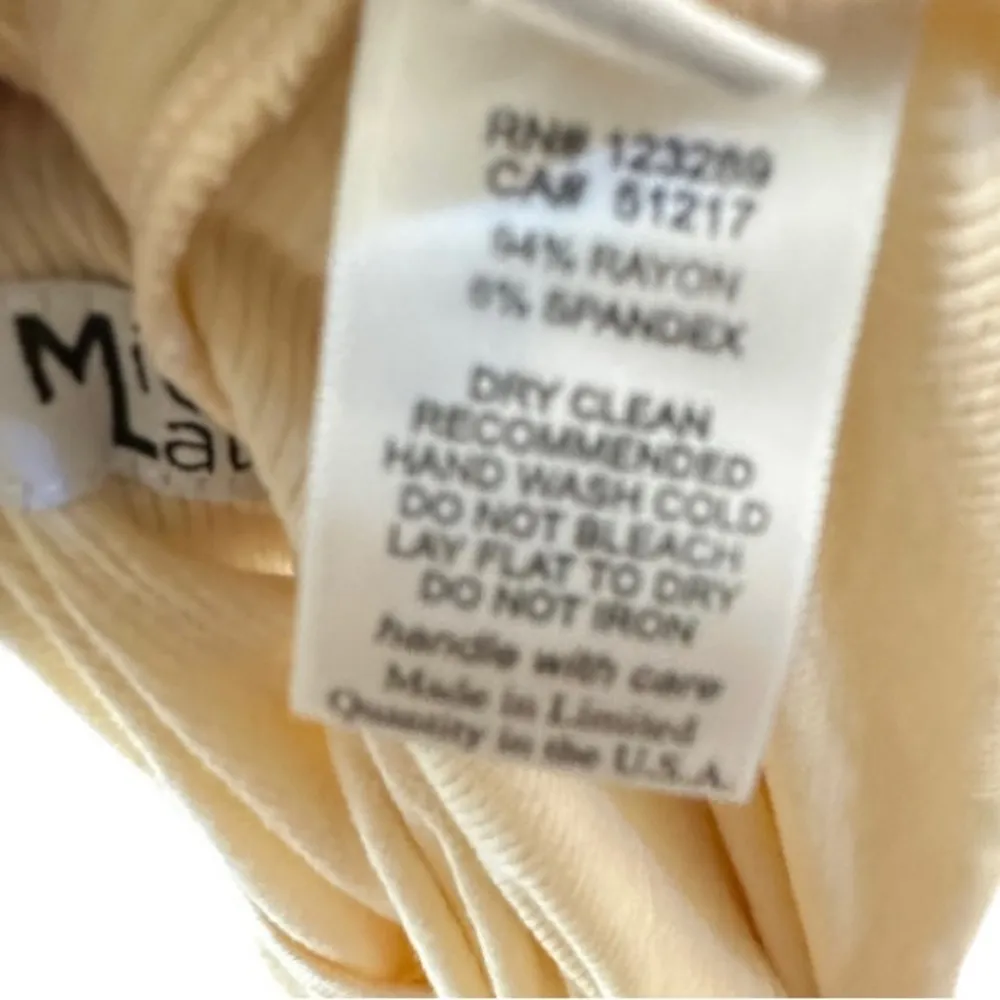 RN# 123289
CA# 51217
94% RAYON
6% SPANDEX
DRY CLEAN
RECOMMENDED
HAND WASH COLD
DO NOT BLEACH
LAY FLAT TO DRY
DO NOT IRON
handle with care
Made in Limited
Quantity in the U.S.A.